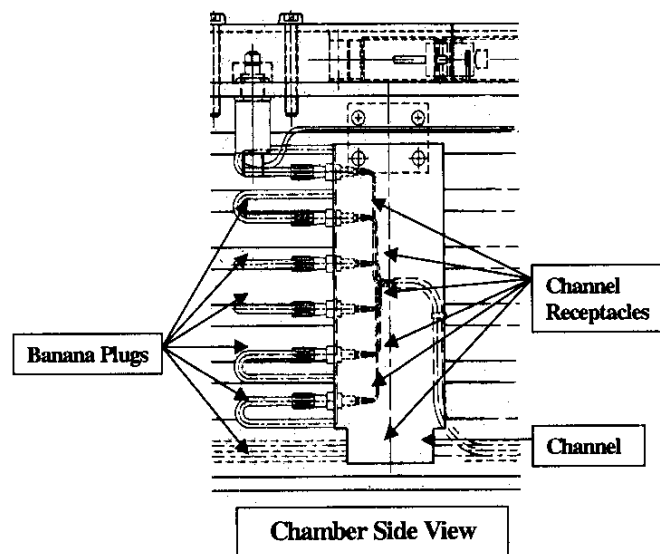 Channel
Receptacles
Banana Plugs
Channel
Chamber Side View